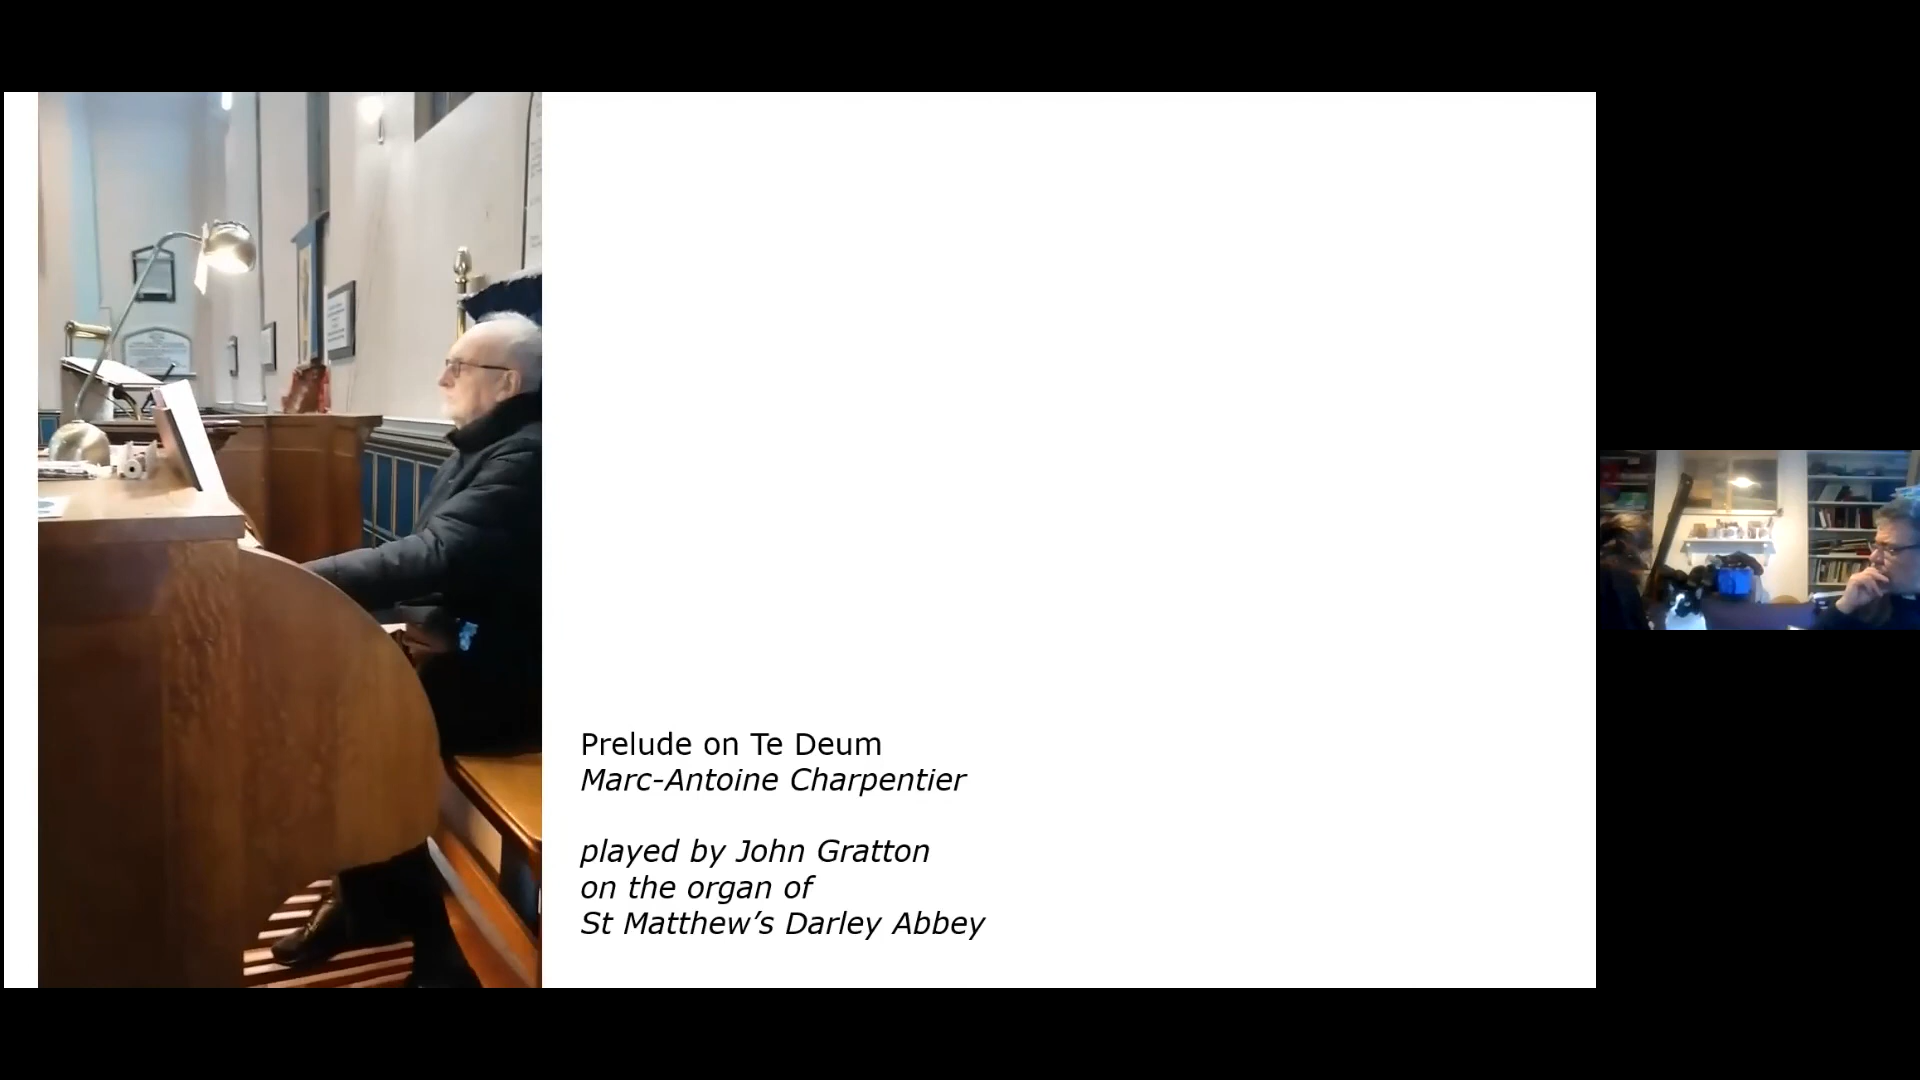 Prelude on Te Deum
Marc-Antoine Charpentier
played by John Gratton
on the organ of
St Matthew’s Darley Abbey